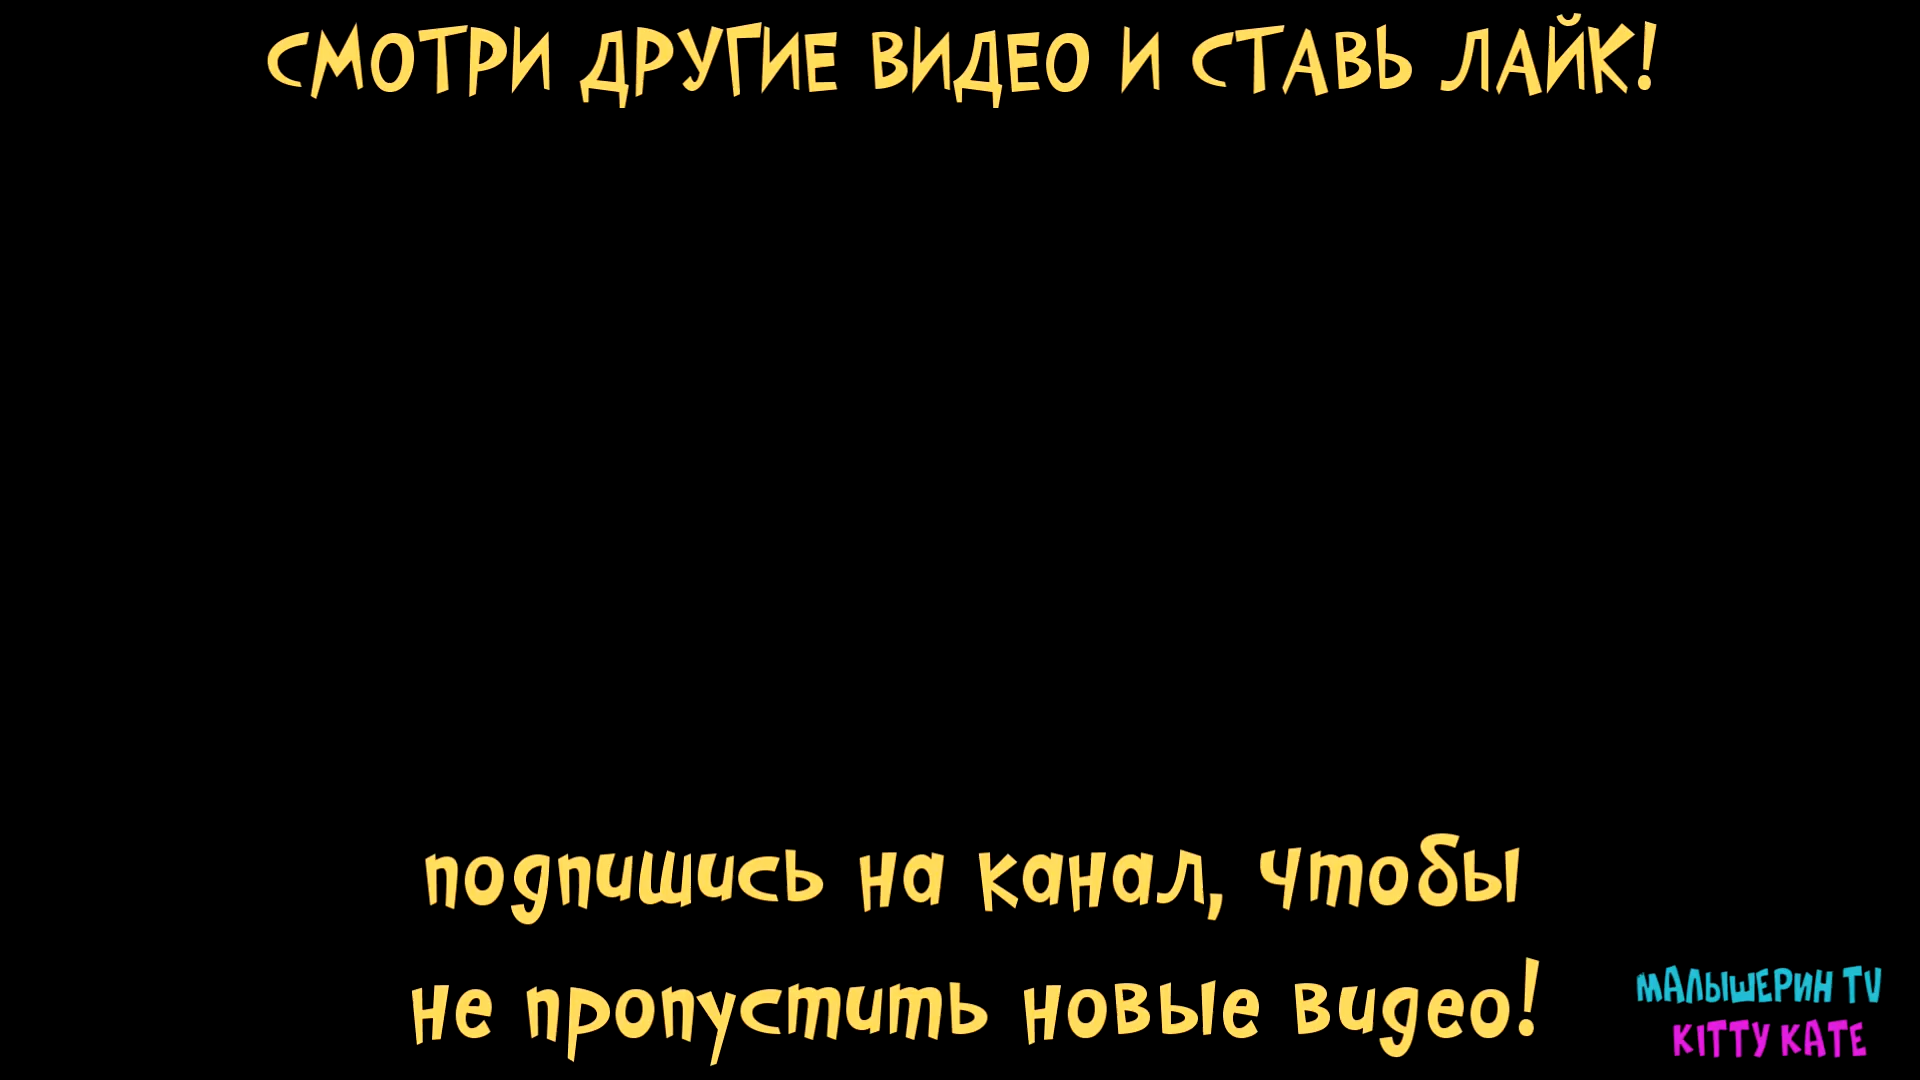 СМОТРИ ДРУГИЕ ВИДЕО И СТАВЬ ЛАЙК!
подпишись на канал, чтобы
не пропустить новые видео!
МАЛЫШЕРИН TV
KITTY KATE